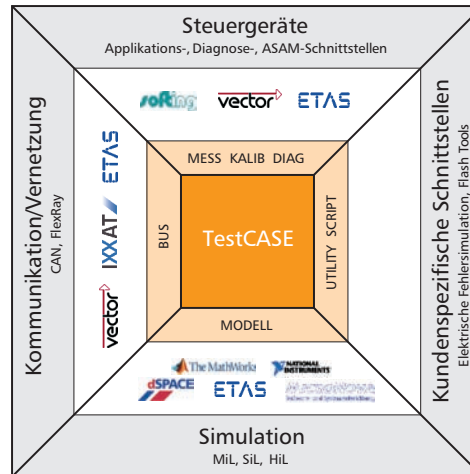 Steuergeräte
Applikations-, Diagnose-, ASAM-Schnittstellen
softing
vector
ETAS
Kommunikation/Vernetzung
CAN, FlexRay
ETAS
IXXAT
vector
MESS KALIB DIAG
BUS
TestCASE
UTILITY SCRIPT
MODELL
Kundenspezifische Schnittstellen
Elektrische Fehlersimulation, Flash Tools
The MathWorks
NATIONAL INSTRUMENTS
dSPACE
ETAS
Simulation
MiL, SiL, HiL